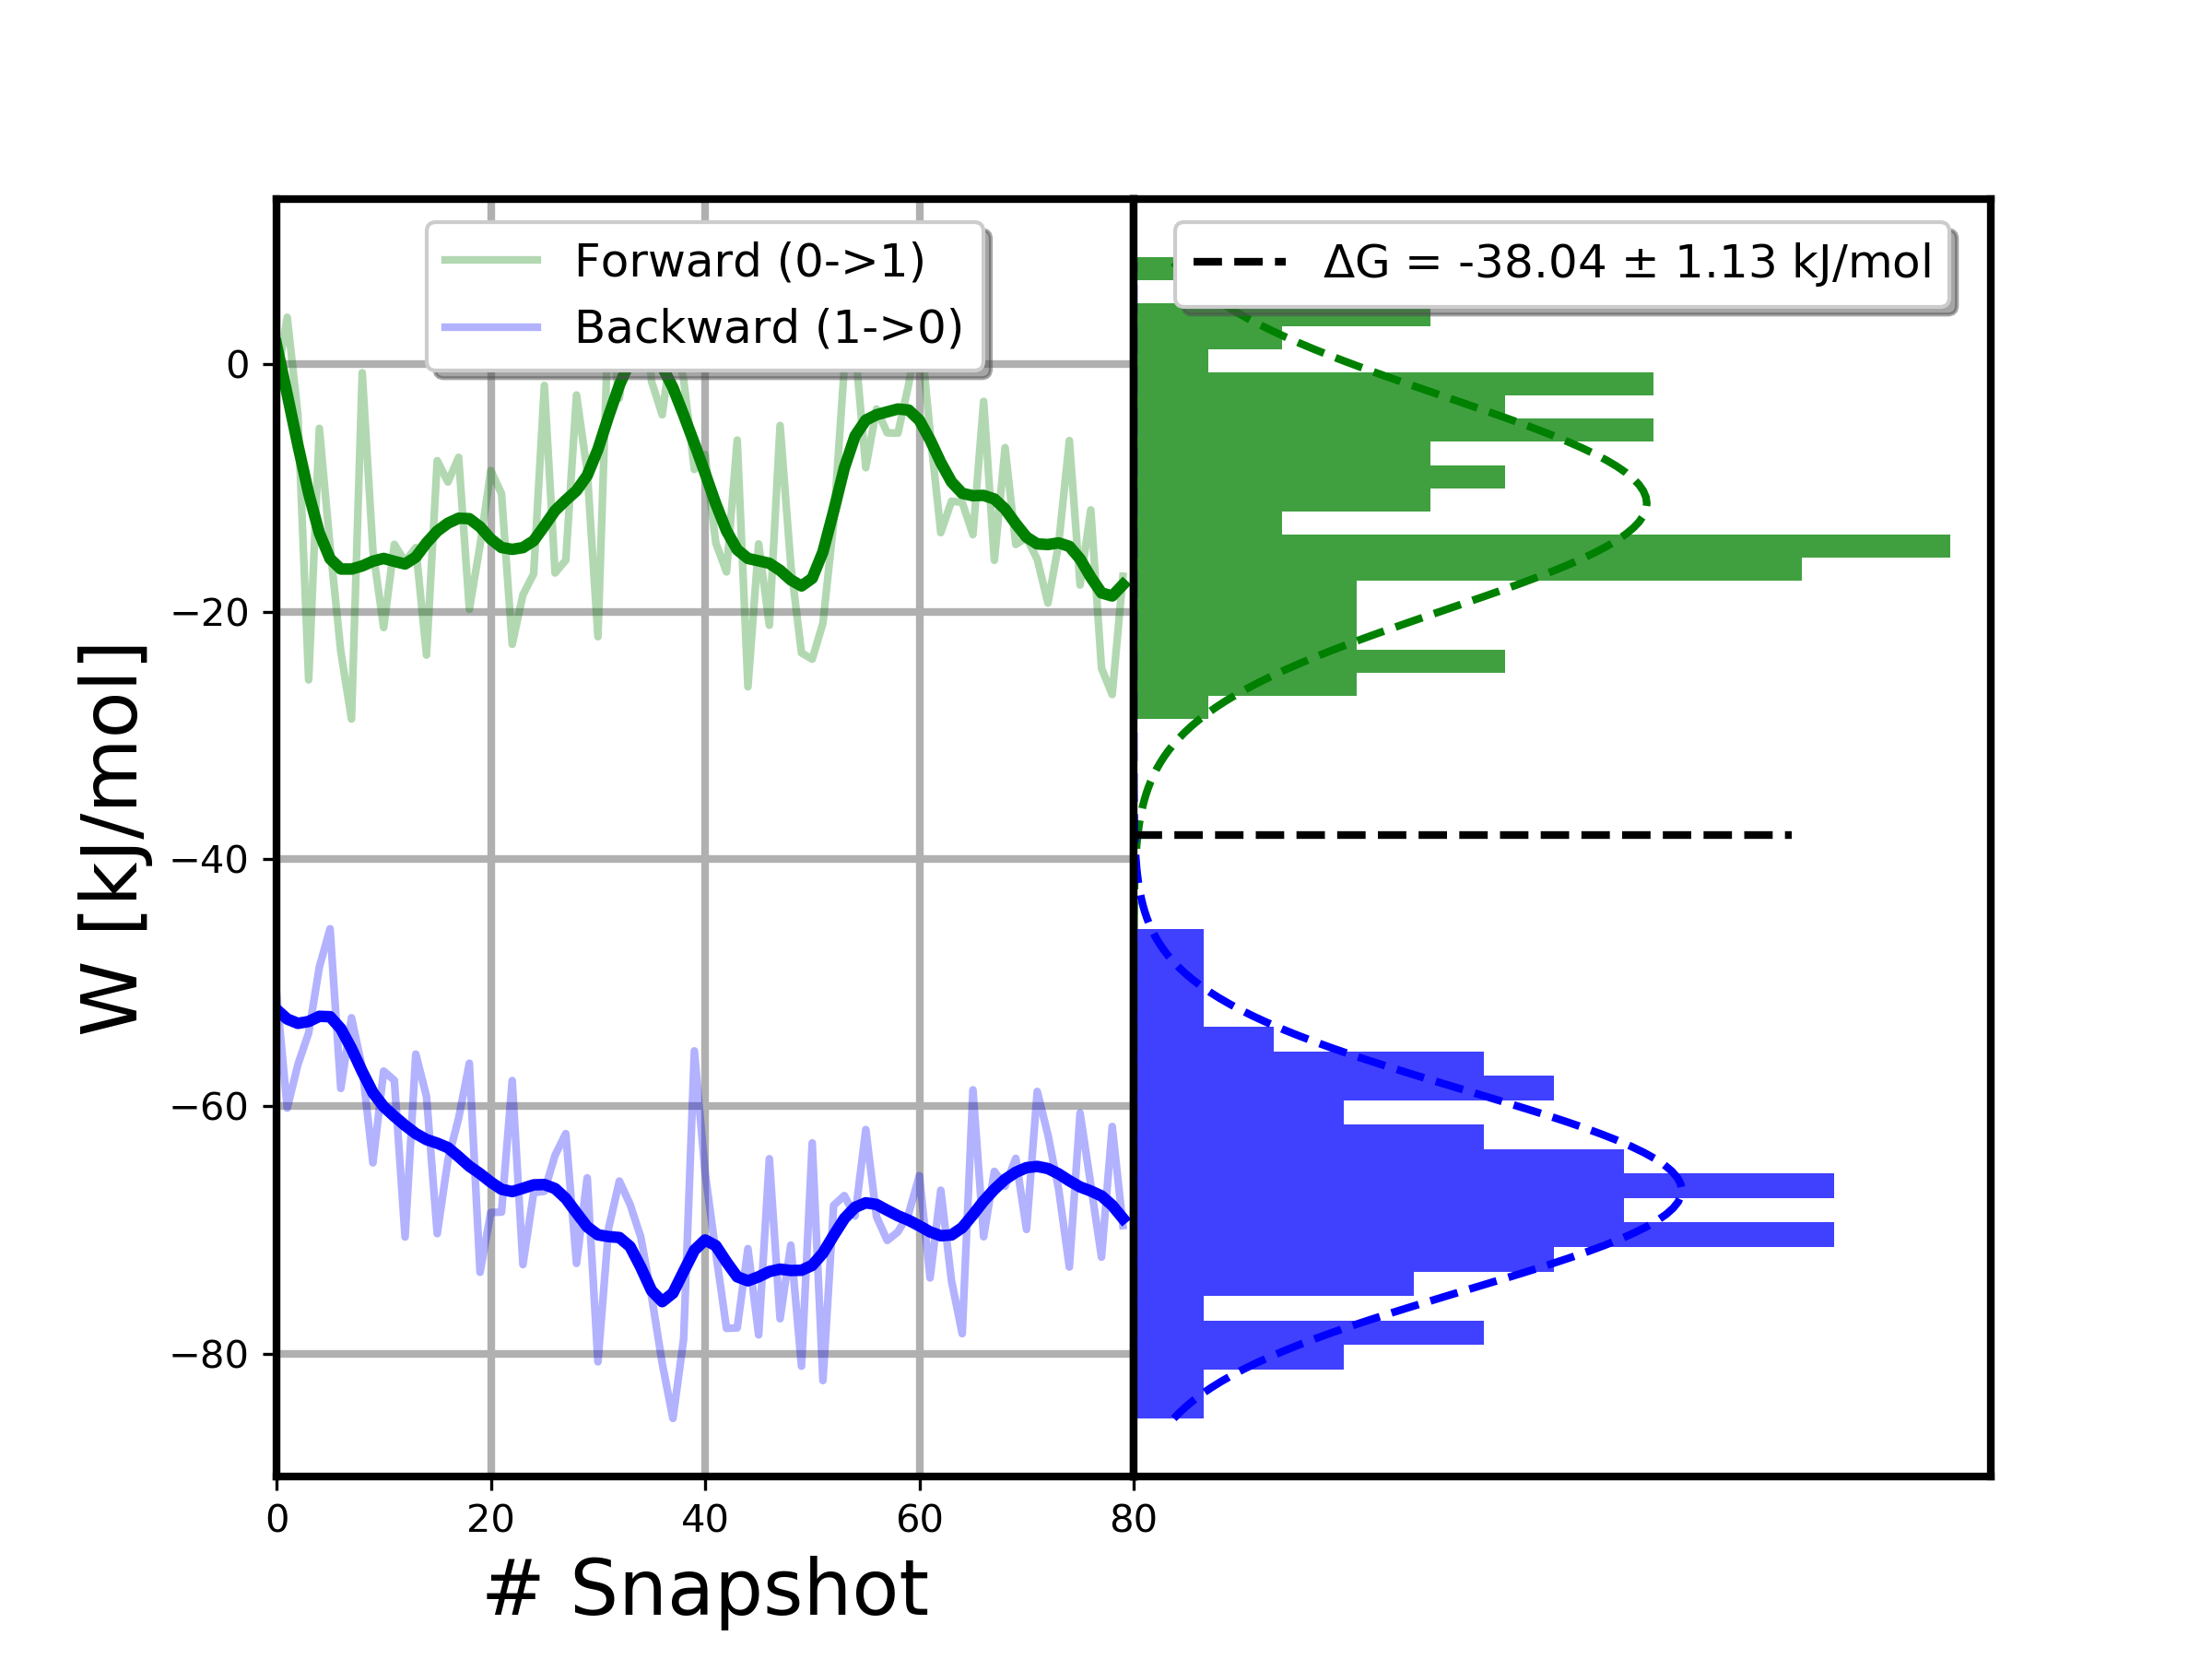 Forward (0->1)
Backward (1->0)
ΔG = -38.04 ± 1.13 kJ/mol
W [kJ/mol]
0
−20
−40
−60
−80
0 20 40 60 80
# Snapshot